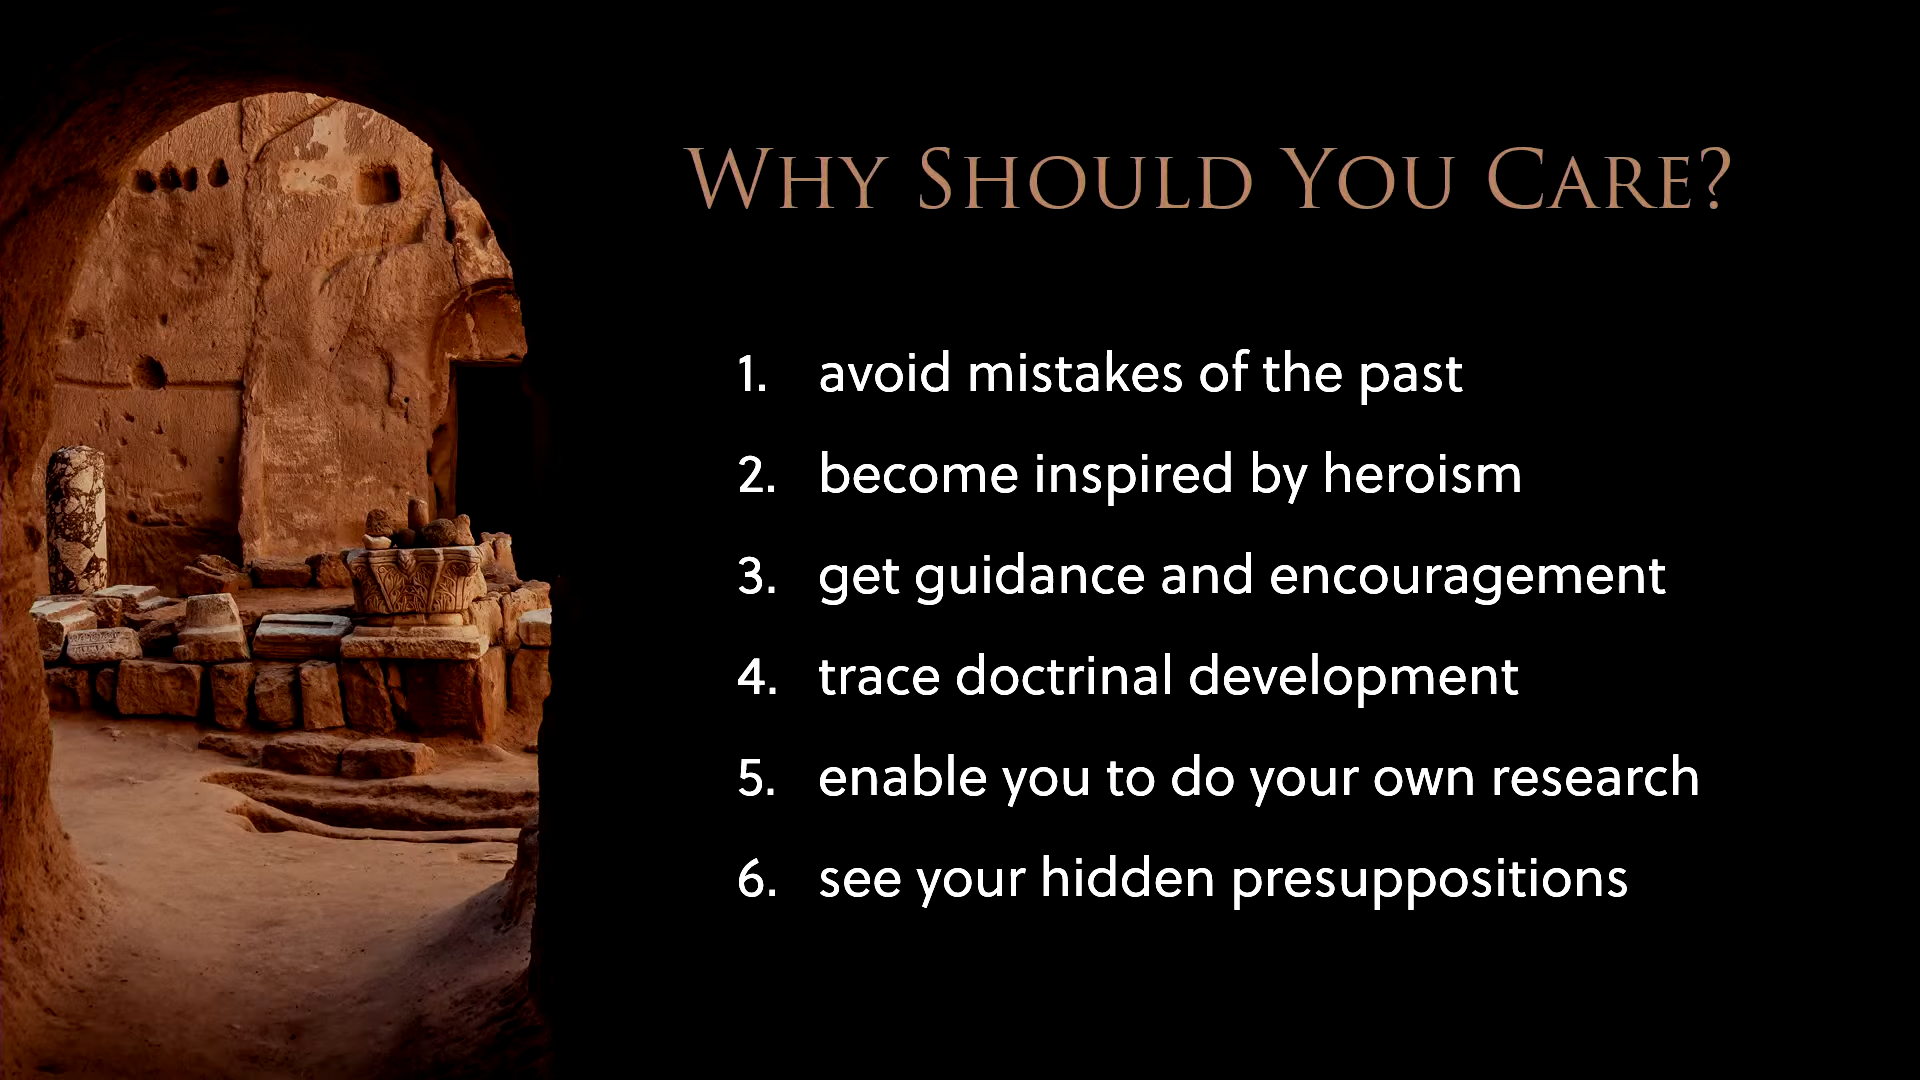 Why Should You Care?
1. avoid mistakes of the past
2. become inspired by heroism
3. get guidance and encouragement
4. trace doctrinal development
5. enable you to do your own research
6. see your hidden presuppositions